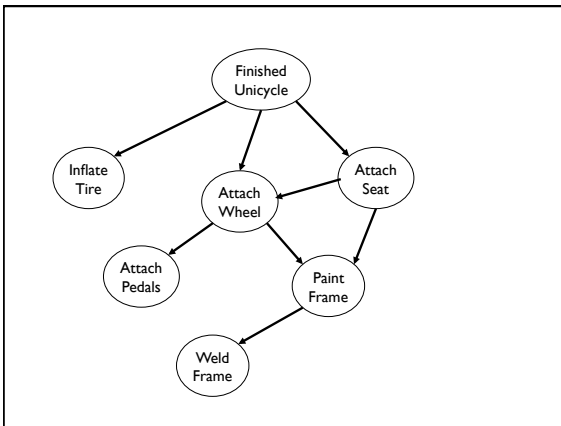 Finished
Unicycle
Inflate
Tire
Attach
Wheel
Attach
Seat
Attach
Pedals
Paint
Frame
Weld
Frame